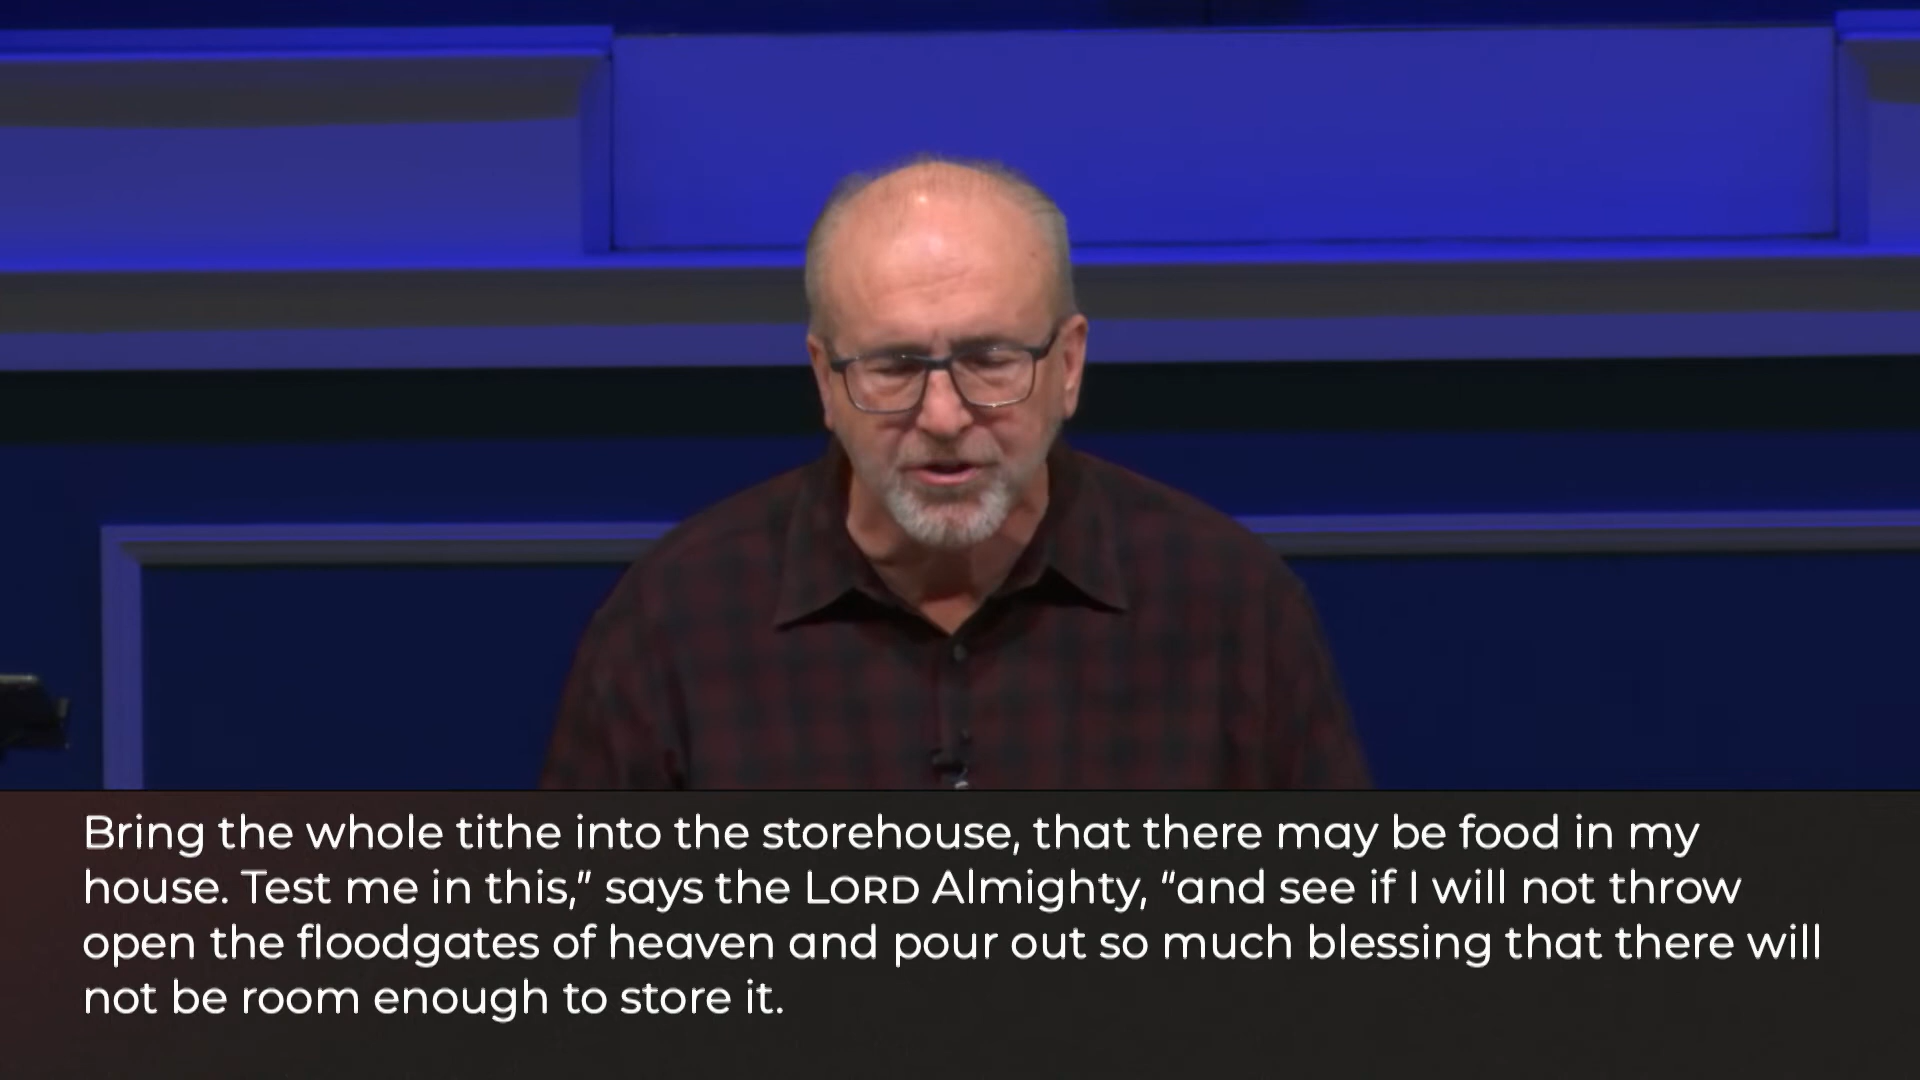 Bring the whole tithe into the storehouse, that there may be food in my
house. Test me in this,” says the LORD Almighty, “and see if I will not throw
open the floodgates of heaven and pour out so much blessing that there will
not be room enough to store it.